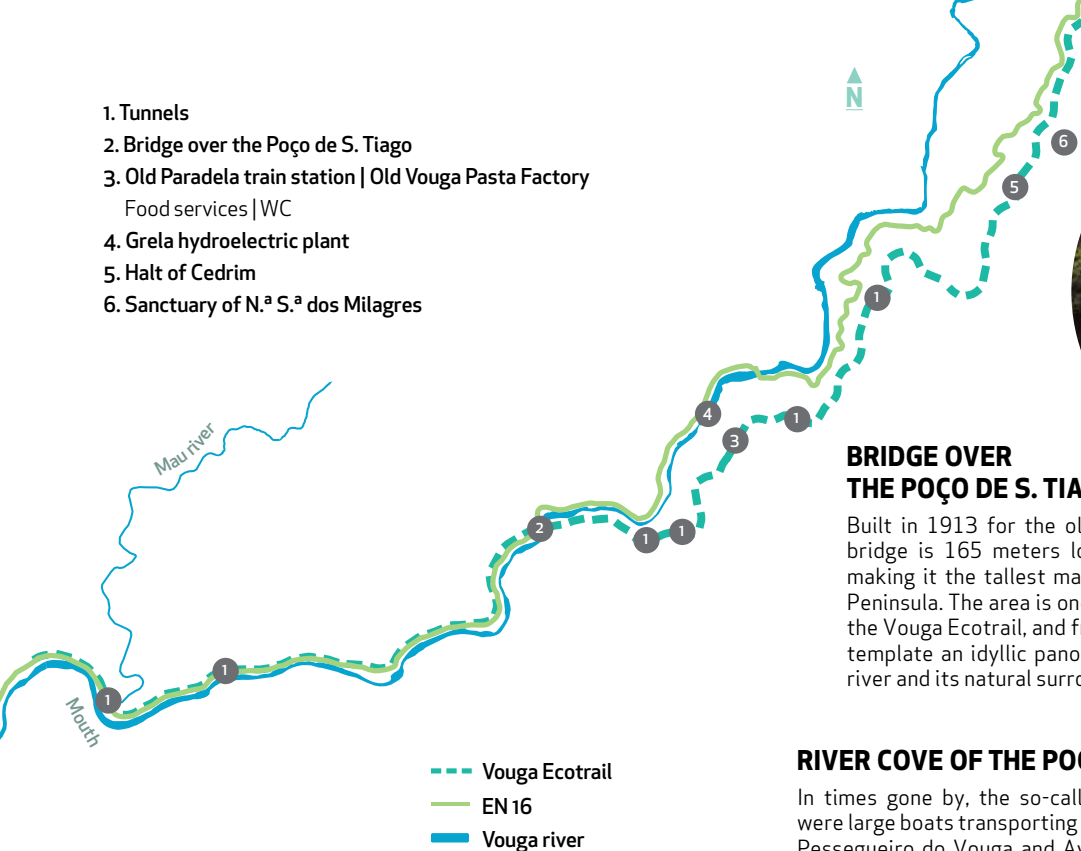 N
1. Tunnels
2. Bridge over the Poço de S. Tiago
3. Old Paradela train station | Old Vouga Pasta Factory
Food services | WC
4. Grela hydroelectric plant
5. Halt of Cedrim
6. Sanctuary of N.ª S.ª dos Milagres
6
5
1
4
1
3
2
1
1
1
1
Mau river
Mouth
Vouga Ecotrail
EN 16
Vouga river
BRIDGE OVER
THE POÇO DE S. TIA
Built in 1913 for the ol
bridge is 165 meters lo
making it the tallest ma
Peninsula. The area is on
the Vouga Ecotrail, and f
template an idyllic pano
river and its natural surro
RIVER COVE OF THE PO
In times gone by, the so-call
were large boats transporting
Pessegueiro do Vouga and Av